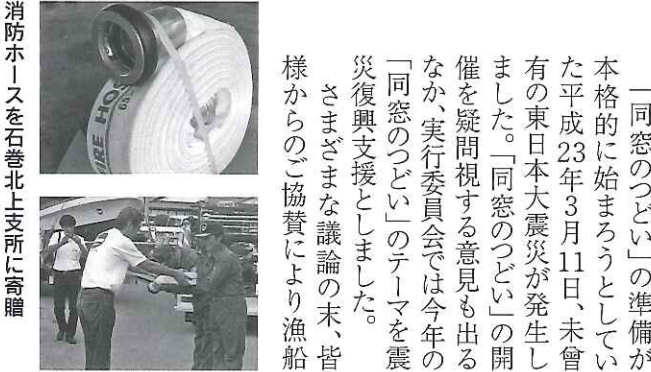 「同窓のつどい」の準備が
本格的に始まろうとしてい
た平成23年3月11日、未曾
有の東日本大震災が発生し
ました。「同窓のつどい」の開
催を疑問視する意見も出る
なか、実行委員会では今年の
「同窓のつどい」のテーマを震
災復興支援としました。
さまざまな議論の末、皆
様からのご協賛により漁船
消防ホースを石巻北上支所に寄贈
IRE HOS
63